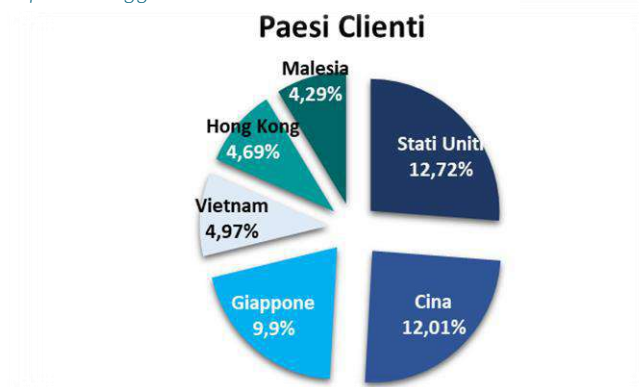 Paesi Clienti
Malesia
4,29%
Stati Uniti
12,72%
Hong Kong
4,69%
Vietnam
4,97%
Giappone
9,9%
Cina
12,01%